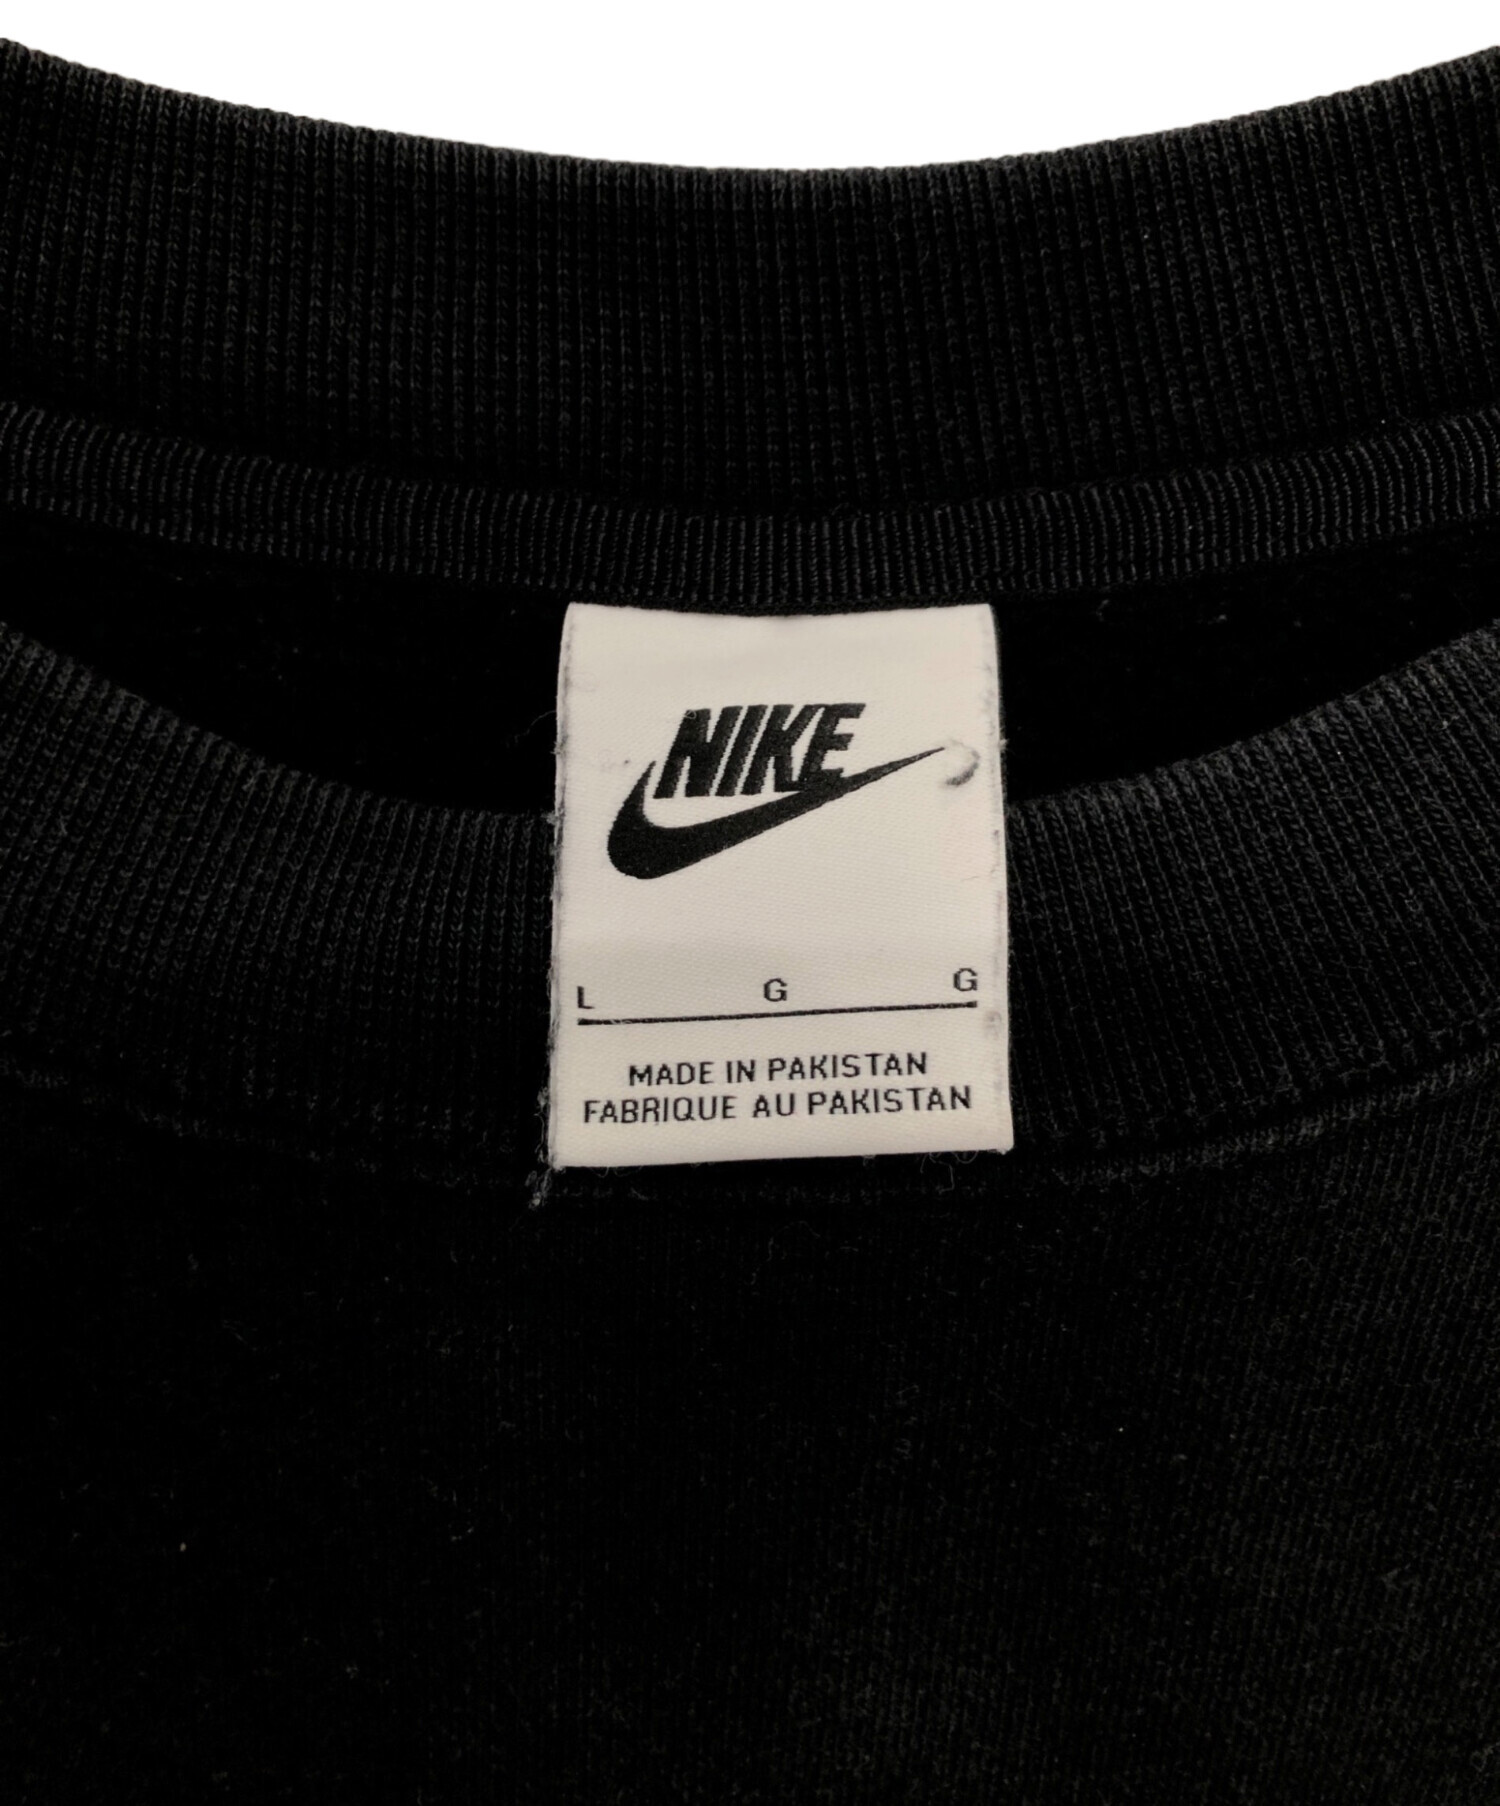 NIKE
L G G
MADE IN PAKISTAN
FABRIQUE AU PAKISTAN